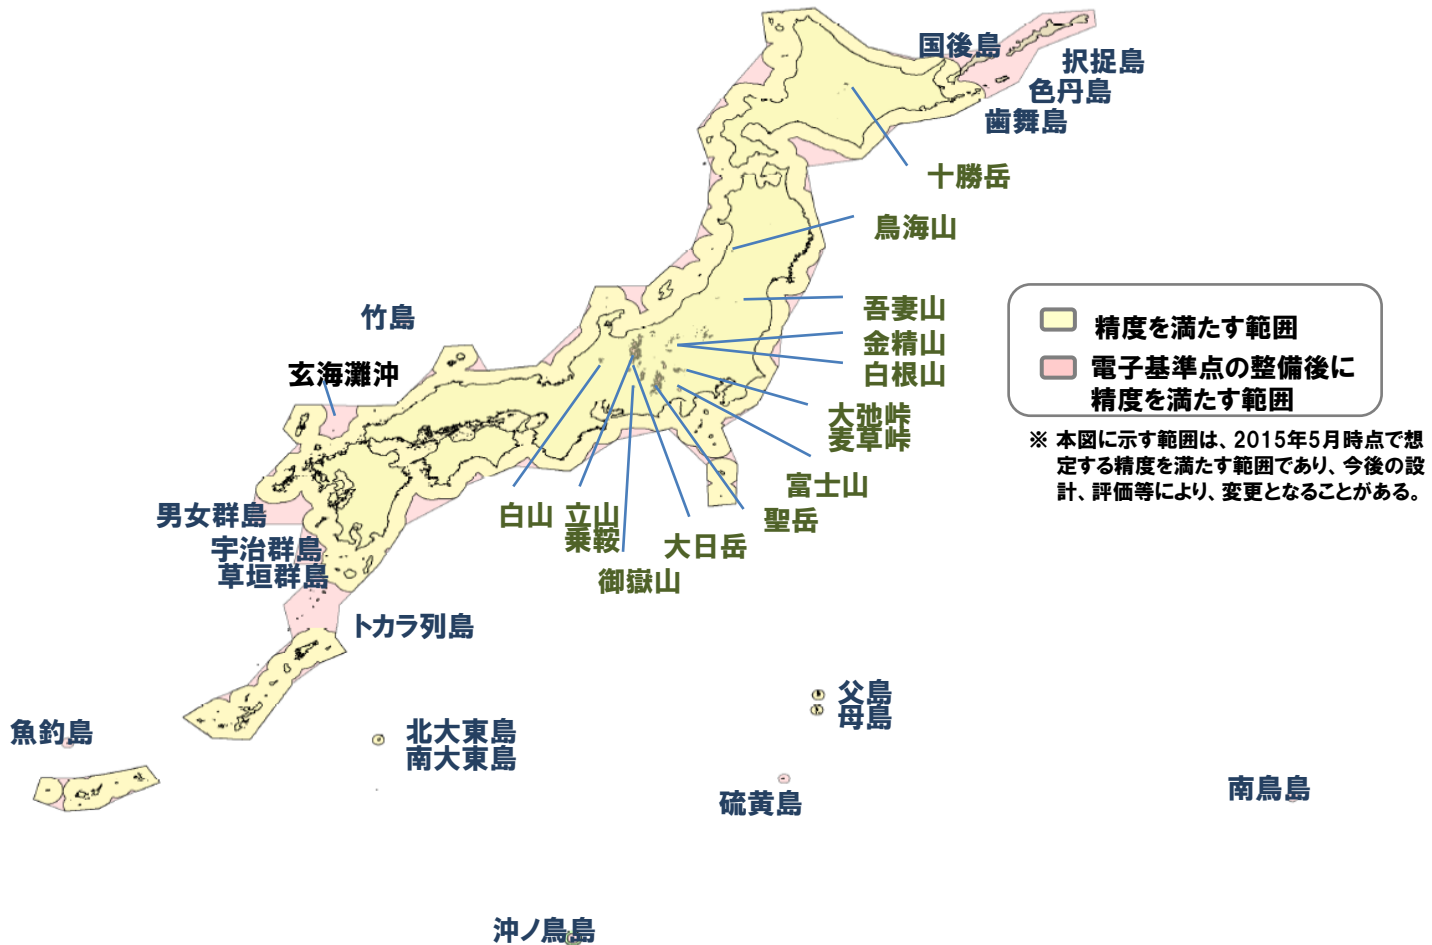 国後島
択捉島
色丹島
歯舞島
十勝岳
鳥海山
吾妻山
金精山
白根山
大弛峠
麦草峠
富士山
聖岳
大日岳
御嶽山
立山
乗鞍
白山
竹島
玄海灘沖
男女群島
宇治群島
草垣群島
トカラ列島
魚釣島
北大東島
南大東島
父島
母島
硫黄島
南鳥島
沖ノ鳥島
精度を満たす範囲
電子基準点の整備後に
精度を満たす範囲
※ 本図に示す範囲は、2015年5月時点で想
定する精度を満たす範囲であり、今後の設
計、評価等により、変更となることがある。